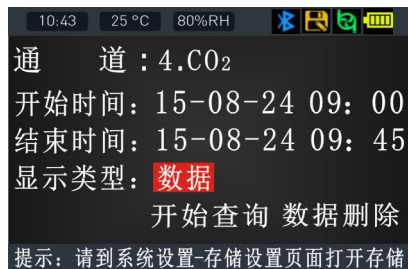 10:43 25 °C 80%RH
通 道:4.CO₂
开始时间: 15-08-24 09: 00
结束时间: 15-08-24 09: 45
显示类型: 数据
开始查询 数据删除
提示: 请到系统设置-存储设置页面打开存储